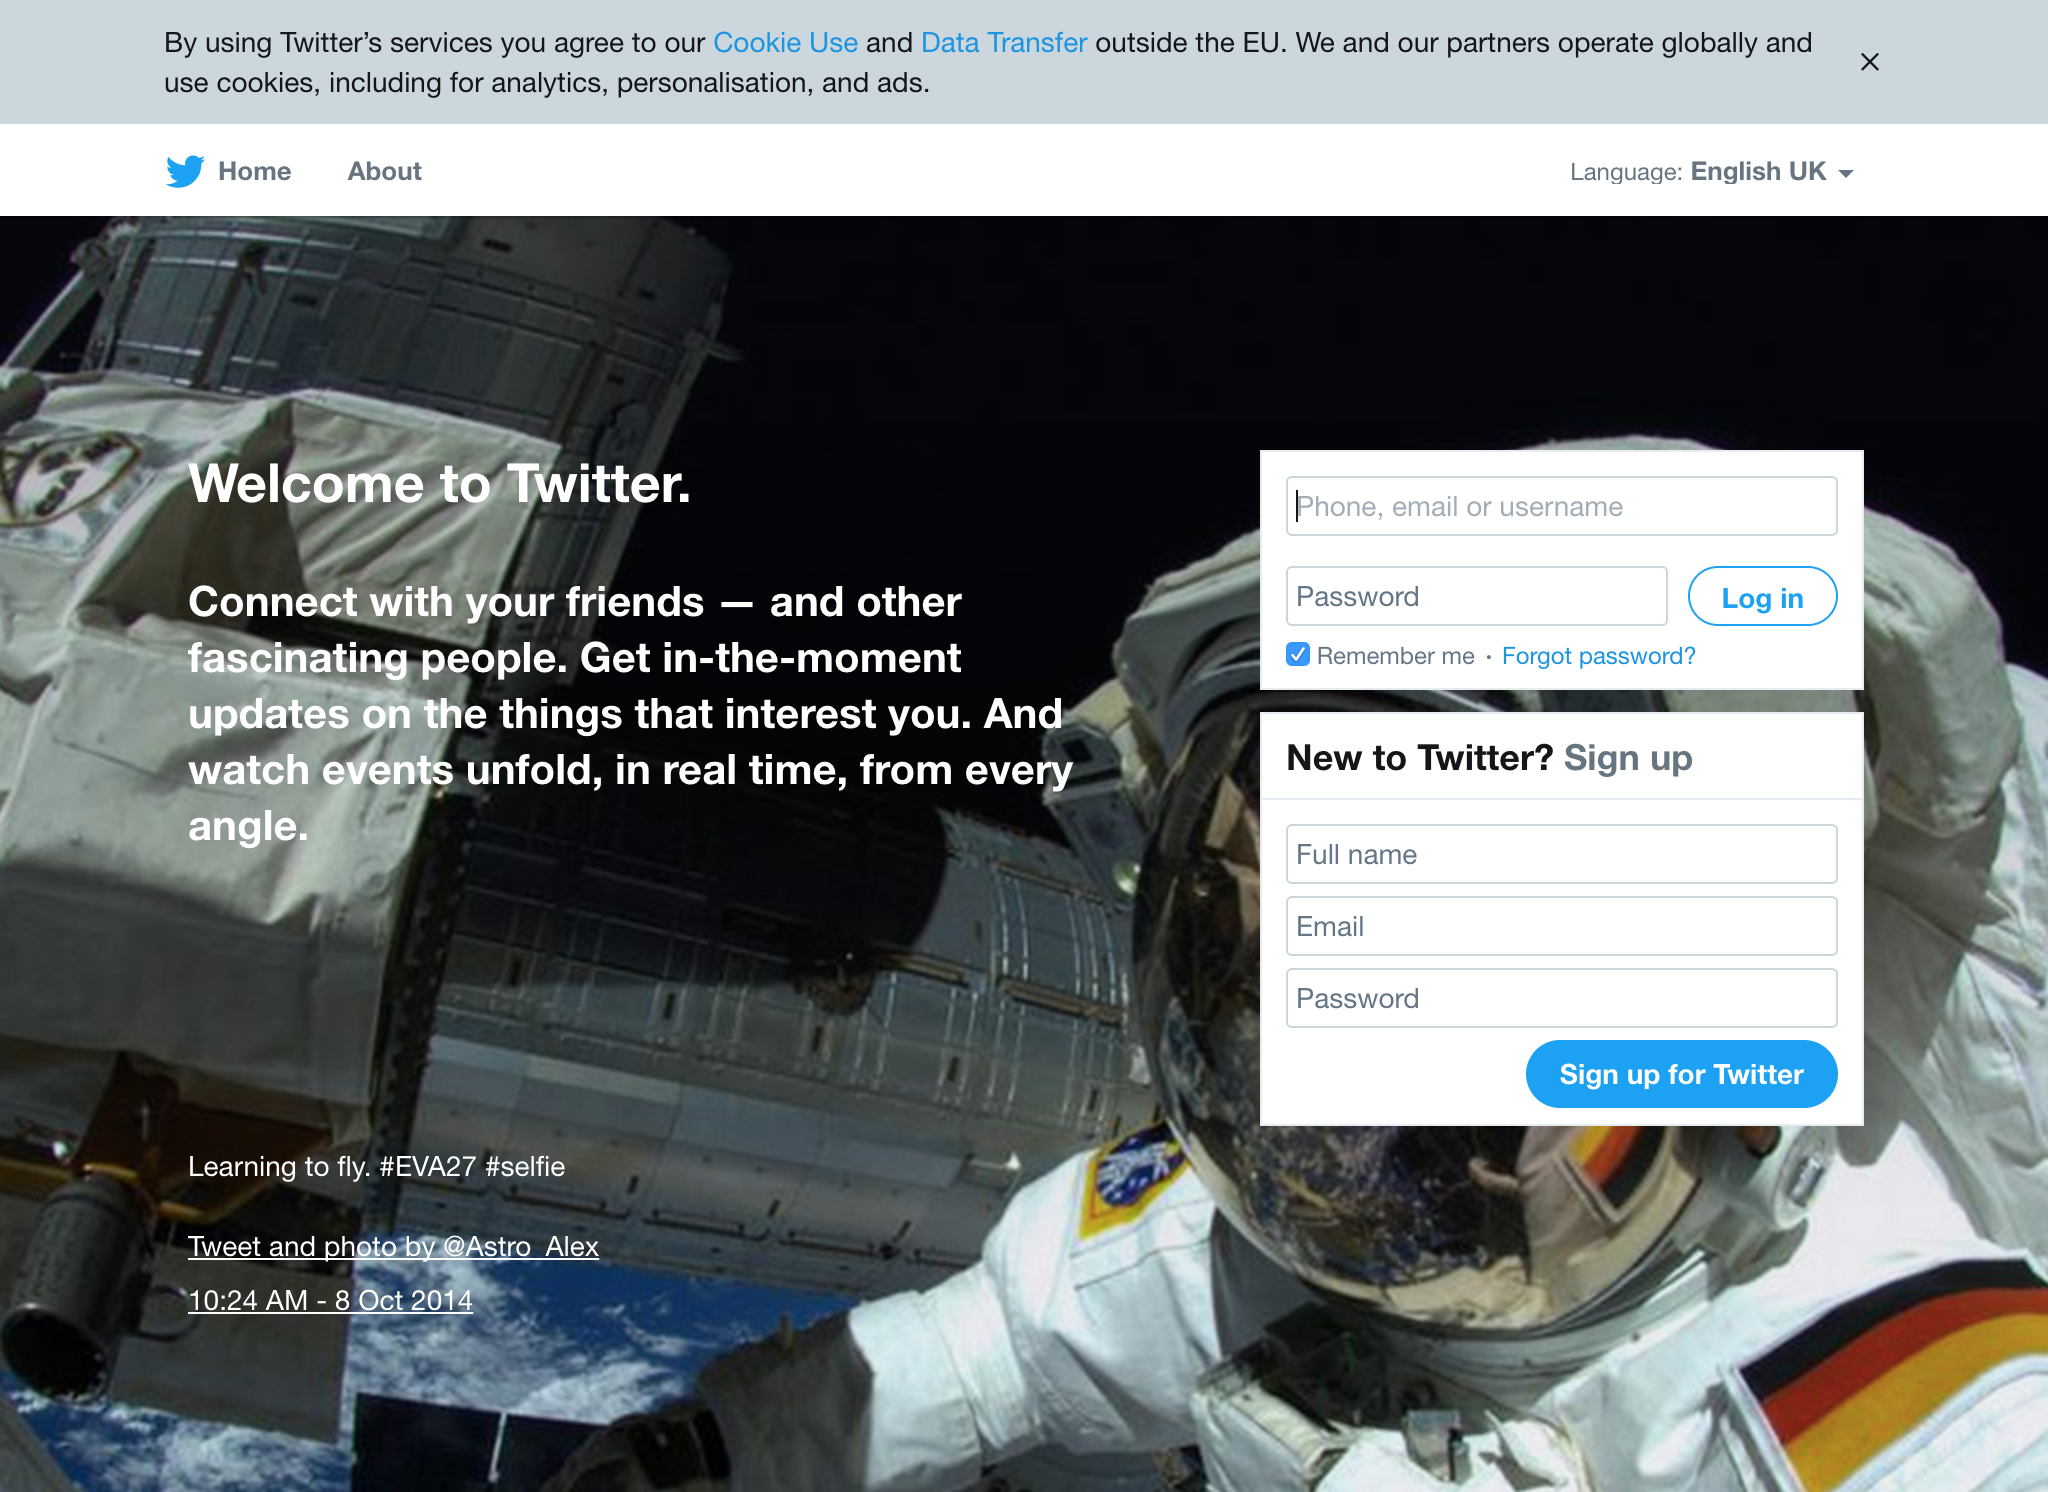 By using Twitter’s services you agree to our Cookie Use and Data Transfer outside the EU. We and our partners operate globally and
use cookies, including for analytics, personalisation, and ads.
Home About Language: English UK
Welcome to Twitter.
Connect with your friends — and other
fascinating people. Get in-the-moment
updates on the things that interest you. And
watch events unfold, in real time, from every
angle.
Phone, email or username
Password Log in
Remember me · Forgot password?
New to Twitter? Sign up
Full name
Email
Password
Sign up for Twitter
Learning to fly. #EVA27 #selfie
Tweet and photo by @Astro_Alex
10:24 AM - 8 Oct 2014